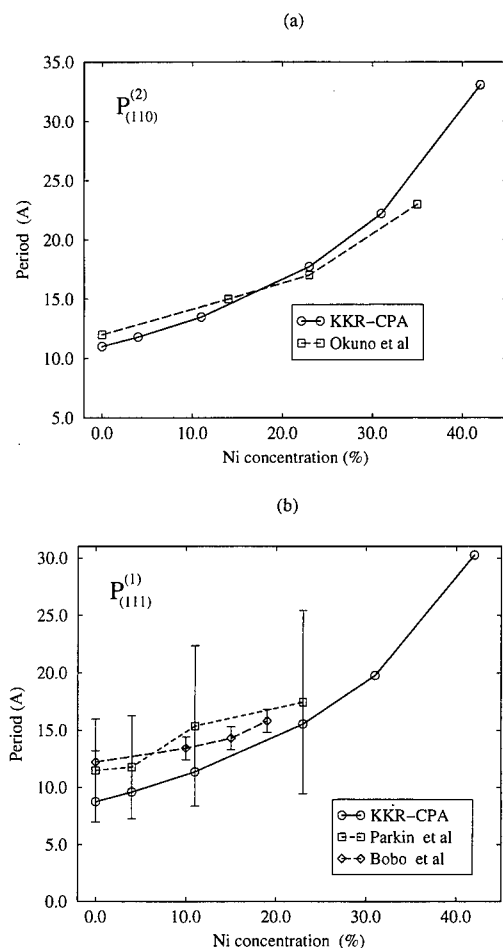 (a)
P(110)(2)
35.0
30.0
25.0
20.0
15.0
10.0
5.0
Period (A)
KKR-CPA
Okuno et al
0.0 10.0 20.0 30.0 40.0
Ni concentration (%)
(b)
P(111)(1)
30.0
25.0
20.0
15.0
10.0
5.0
0.0
Period (A)
KKR-CPA
Parkin et al
Bobo et al
0.0 10.0 20.0 30.0 40.0
Ni concentration (%)